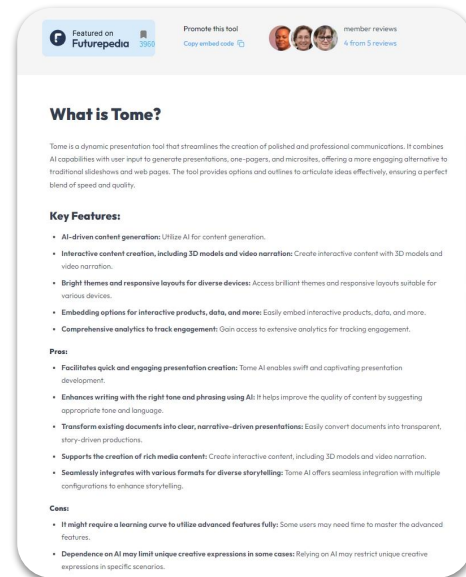 Featured on
Futurepedia
3960
Promote this tool
Copy embed code
member reviews
4 from 5 reviews
What is Tome?
Tome is a dynamic presentation tool that streamlines the creation of polished and professional communications. It combines
AI capabilities with user input to generate presentations, one-pagers, and microsites, offering a more engaging alternative to
traditional slideshows and web pages. The tool provides options and outlines to articulate ideas effectively, ensuring a perfect
blend of speed and quality.
Key Features:
• AI-driven content generation: Utilize AI for content generation.
• Interactive content creation, including 3D models and video narration: Create interactive content with 3D models and
video narration.
• Bright themes and responsive layouts for diverse devices: Access brilliant themes and responsive layouts suitable for
various devices.
• Embedding options for interactive products, data, and more: Easily embed interactive products, data, and more.
• Comprehensive analytics to track engagement: Gain access to extensive analytics for tracking engagement.
Pros:
• Facilitates quick and engaging presentation creation: Tome AI enables swift and captivating presentation
development.
• Enhances writing with the right tone and phrasing using AI: It helps improve the quality of content by suggesting
appropriate tone and language.
• Transform existing documents into clear, narrative-driven presentations: Easily convert documents into transparent,
story-driven productions.
• Supports the creation of rich media content: Create interactive content, including 3D models and video narration.
• Seamlessly integrates with various formats for diverse storytelling: Tome AI offers seamless integration with multiple
configurations to enhance storytelling.
Cons:
• It might require a learning curve to utilize advanced features fully: Some users may need time to master the advanced
features.
• Dependence on AI may limit unique creative expressions in some cases: Relying on AI may restrict unique creative
expressions in specific scenarios.